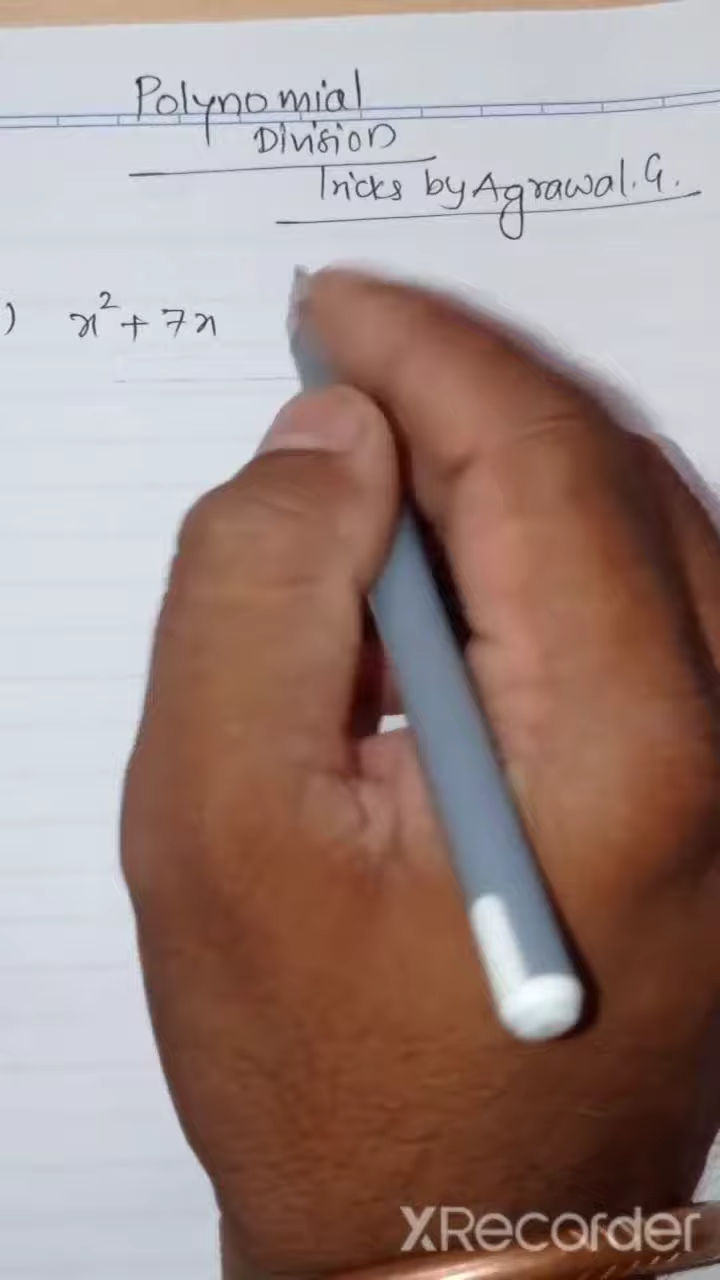 Polynomial
Division
Tricks by Agrawal. G.
) x² + 7x
XRecorder